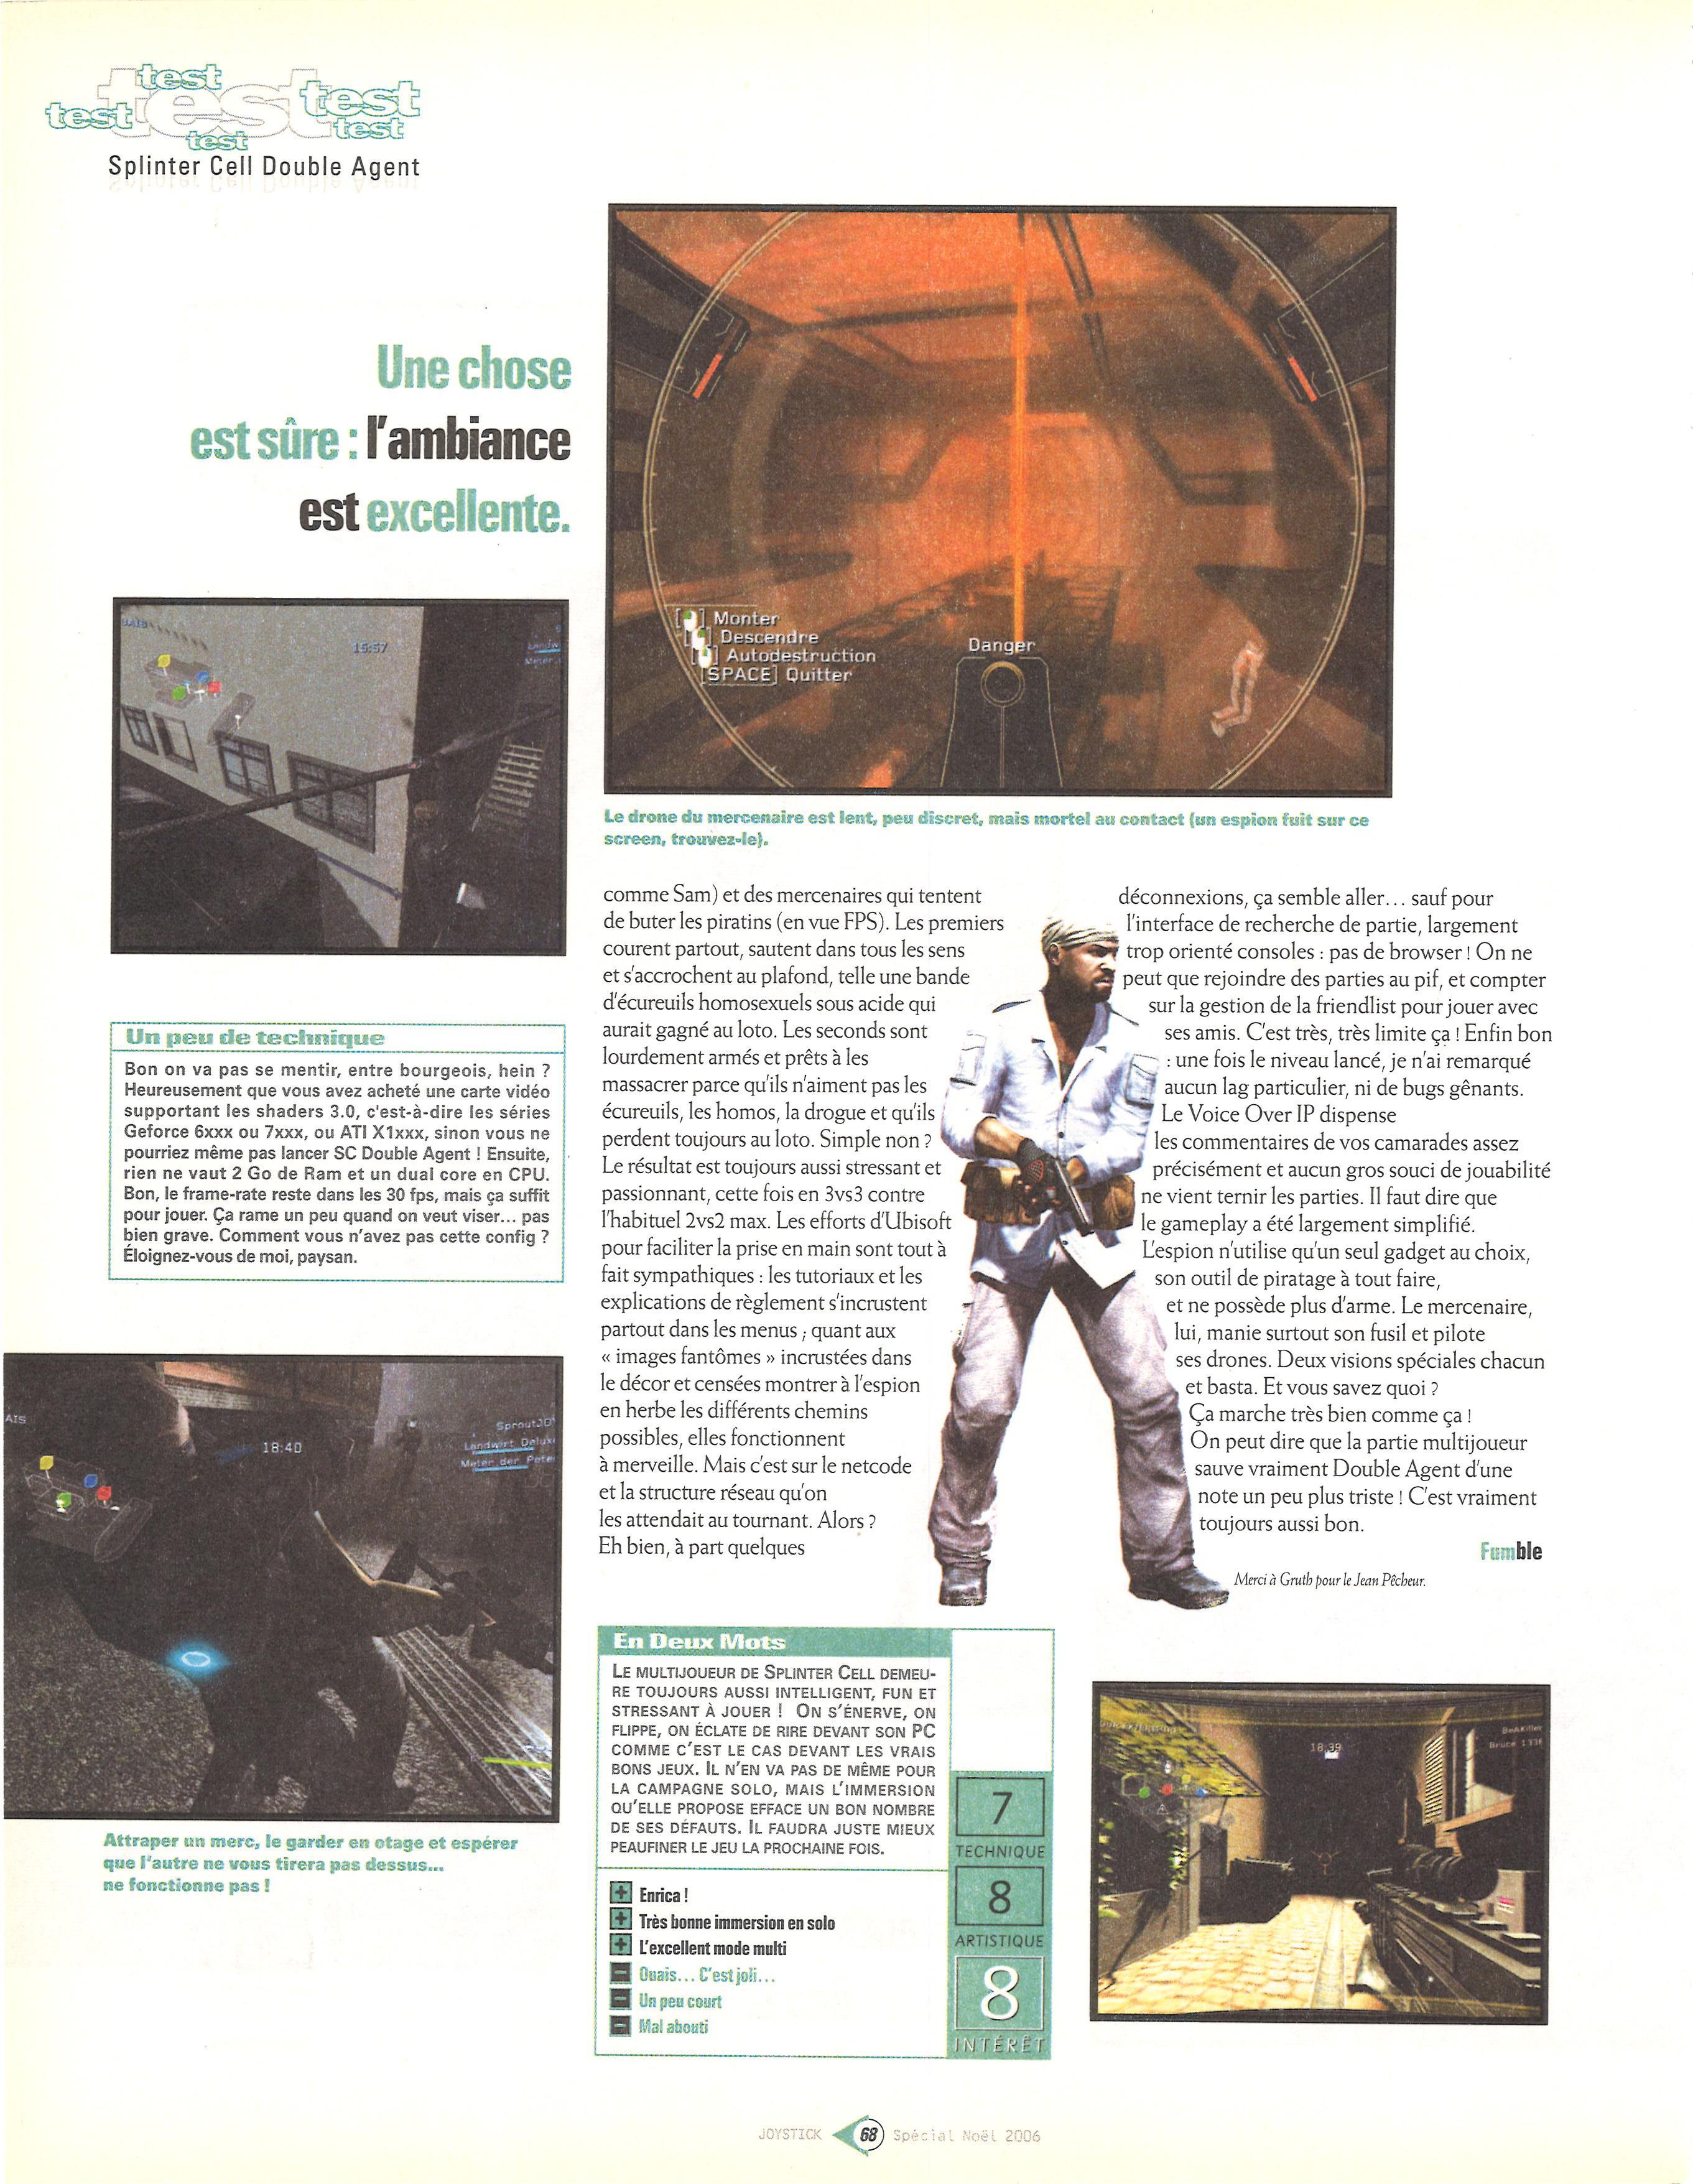 test
test
test
test
test
test
Splinter Cell Double Agent
Une chose
est sûre : l'ambiance
est excellente.
Monter
Descendre
Autodestruction
[SPACE] Quitter
Danger
15:57
Le drone du mercenaire est lent, peu discret, mais mortel au contact (un espion fuit sur ce
screen, trouvez-le).
comme Sam) et des mercenaires qui tentent
de buter les piratins (en vue FPS). Les premiers
courent partout, sautent dans tous les sens
et s'accrochent au plafond, telle une bande
d'écureuils homosexuels sous acide qui
aurait gagné au loto. Les seconds sont
lourdement armés et prêts à les
massacrer parce qu'ils n'aiment pas les
écureuils, les homos, la drogue et qu'ils
perdent toujours au loto. Simple non ?
Le résultat est toujours aussi stressant et
passionnant, cette fois en 3vs3 contre
l'habituel 2vs2 max. Les efforts d'Ubisoft
pour faciliter la prise en main sont tout à
fait sympathiques : les tutoriaux et les
explications de règlement s'incrustent
partout dans les menus ; quant aux
« images fantômes » incrustées dans
le décor et censées montrer à l'espion
en herbe les différents chemins
possibles, elles fonctionnent
à merveille. Mais c'est sur le netcode
et la structure réseau qu'on
les attendait au tournant. Alors ?
Eh bien, à part quelques
déconnexions, ça semble aller... sauf pour
l'interface de recherche de partie, largement
trop orienté consoles : pas de browser ! On ne
peut que rejoindre des parties au pif, et compter
sur la gestion de la friendlist pour jouer avec
ses amis. C'est très, très limite ça ! Enfin bon
: une fois le niveau lancé, je n'ai remarqué
aucun lag particulier, ni de bugs gênants.
Le Voice Over IP dispense
les commentaires de vos camarades assez
précisément et aucun gros souci de jouabilité
ne vient ternir les parties. Il faut dire que
le gameplay a été largement simplifié.
L'espion n'utilise qu'un seul gadget au choix,
son outil de piratage à tout faire,
et ne possède plus d'arme. Le mercenaire,
lui, manie surtout son fusil et pilote
ses drones. Deux visions spéciales chacun
et basta. Et vous savez quoi ?
Ça marche très bien comme ça !
On peut dire que la partie multijoueur
sauve vraiment Double Agent d'une
note un peu plus triste ! C'est vraiment
toujours aussi bon.
Fumble
Merci à Gruth pour le Jean Pêcheur.
Un peu de technique
Bon on va pas se mentir, entre bourgeois, hein ?
Heureusement que vous avez acheté une carte vidéo
supportant les shaders 3.0, c'est-à-dire les séries
Geforce 6xxx ou 7xxx, ou ATI X1xxx, sinon vous ne
pourriez même pas lancer SC Double Agent ! Ensuite,
rien ne vaut 2 Go de Ram et un dual core en CPU.
Bon, le frame-rate reste dans les 30 fps, mais ça suffit
pour jouer. Ça rame un peu quand on veut viser... pas
bien grave. Comment vous n'avez pas cette config ?
Éloignez-vous de moi, paysan.
AIS
18:40
Landwirt Delux
Meter der Pete
Attraper un merc, le garder en otage et espérer
que l'autre ne vous tirera pas dessus...
ne fonctionne pas !
En Deux Mots
LE MULTIJOUEUR DE SPLINTER CELL DEMEU-
RE TOUJOURS AUSSI INTELLIGENT, FUN ET
STRESSANT À JOUER ! ON S'ÉNERVE, ON
FLIPPE, ON ÉCLATE DE RIRE DEVANT SON PC
COMME C'EST LE CAS DEVANT LES VRAIS
BONS JEUX. IL N'EN VA PAS DE MÊME POUR
LA CAMPAGNE SOLO, MAIS L'IMMERSION
QU'ELLE PROPOSE EFFACE UN BON NOMBRE
DE SES DÉFAUTS. IL FAUDRA JUSTE MIEUX
PEAUFINER LE JEU LA PROCHAINE FOIS.
+ Enrica !
+ Très bonne immersion en solo
+ L'excellent mode multi
- Ouais... C'est joli...
- Un peu court
- Mal abouti
7
TECHNIQUE
8
ARTISTIQUE
8
INTÉRÊT
18:39
BeAKiller
JOYSTICK 68 Spécial Noël 2006